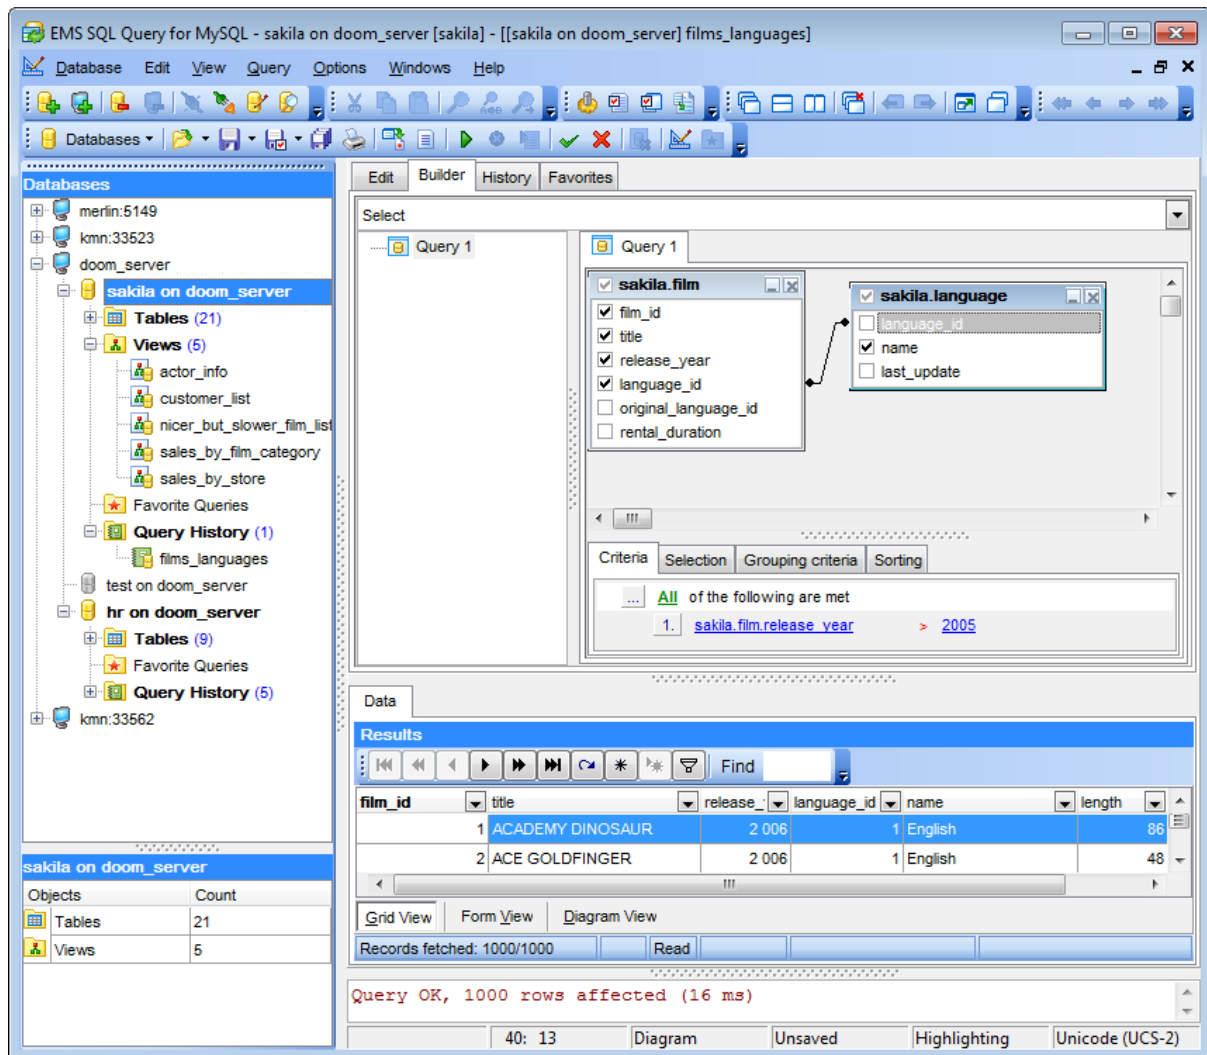 EMS SQL Query for MySQL - sakila on doom_server [sakila] - [[sakila on doom_server] films_languages]
Database Edit View Query Options Windows Help
Databases
Databases
merlin:5149
kmn:33523
doom_server
sakila on doom_server
Tables (21)
Views (5)
actor_info
customer_list
nicer_but_slower_film_list
sales_by_film_category
sales_by_store
Favorite Queries
Query History (1)
films_languages
test on doom_server
hr on doom_server
Tables (9)
Favorite Queries
Query History (5)
kmn:33562
sakila on doom_server
Objects Count
Tables 21
Views 5
Edit Builder History Favorites
Select
Query 1
Query 1
sakila.film
film_id
title
release_year
language_id
original_language_id
rental_duration
sakila.language
language_id
name
last_update
Criteria Selection Grouping criteria Sorting
... All of the following are met
1. sakila.film.release_year > 2005
Data
Results
Find
film_id title release_ language_id name length
1 ACADEMY DINOSAUR 2 006 1 English 86
2 ACE GOLDFINGER 2 006 1 English 48
Grid View Form View Diagram View
Records fetched: 1000/1000 Read
Query OK, 1000 rows affected (16 ms)
40: 13 Diagram Unsaved Highlighting Unicode (UCS-2)